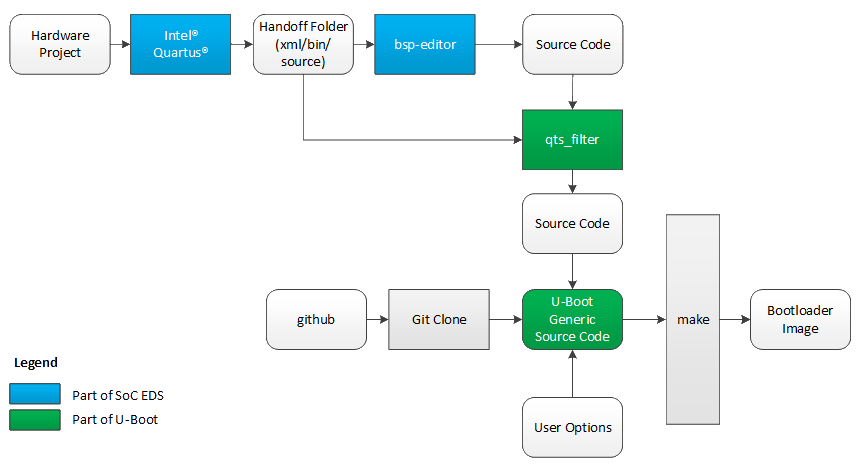 Hardware
Project
Intel®
Quartus®
Handoff Folder
(xml/bin/
source)
bsp-editor
Source Code
qts_filter
Source Code
github
Git Clone
U-Boot
Generic
Source Code
make
Bootloader
Image
User Options
Legend
Part of SoC EDS
Part of U-Boot